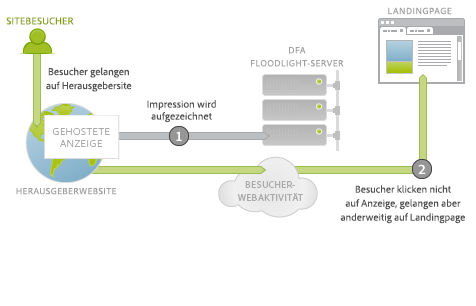 SITEBESUCHER
LANDINGPAGE
Besucher gelangen
auf Herausgebersite
DFA
FLOODLIGHT-SERVER
Impression wird
aufgezeichnet
GEHOSTETE
ANZEIGE
1
HERAUSGEBERWEBSITE
BESUCHER-
WEBAKTIVITÄT
2
Besucher klicken nicht
auf Anzeige, gelangen aber
anderweitig auf Landingpage